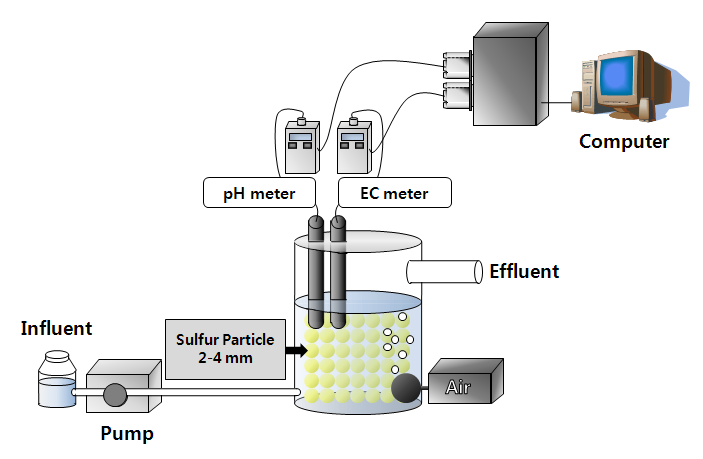 Computer
pH meter
EC meter
Effluent
Influent
Sulfur Particle
2-4 mm
Air
Pump